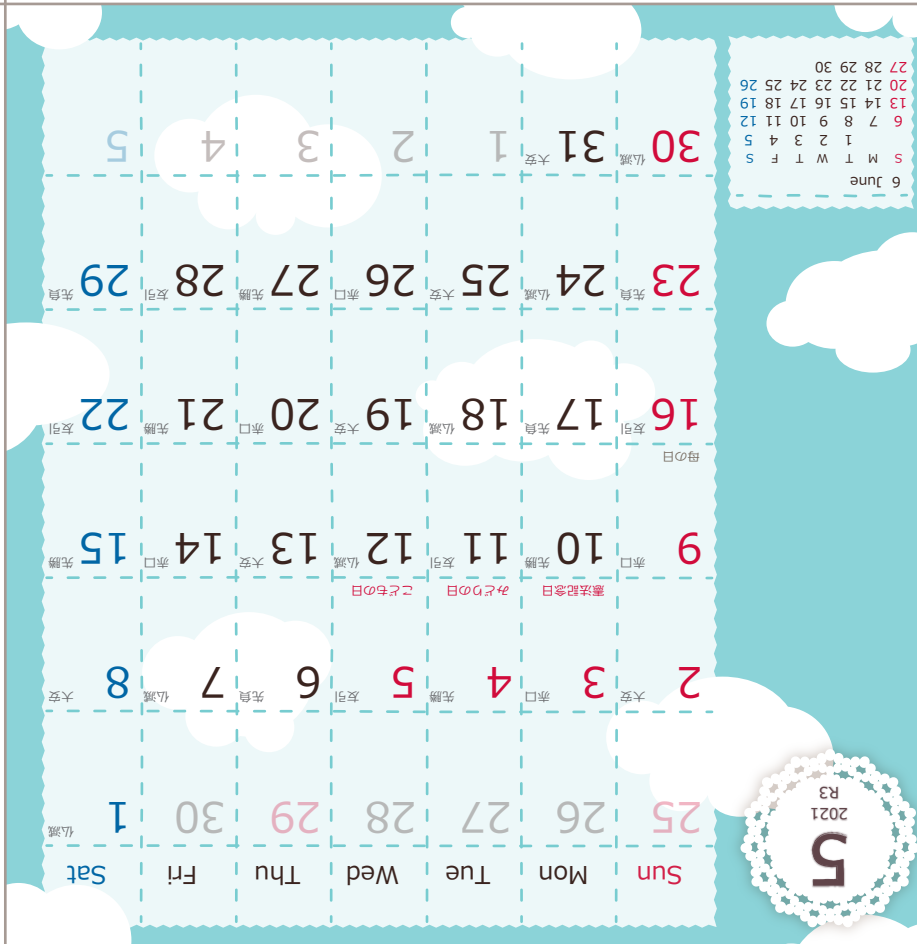 5
2021
R3
Sun Mon Tue Wed Thu Fri Sat
25 26 27 28 29 30 1 仏滅
2 大安 3 赤口 4 先勝 5 友引 6 先負 7 仏滅 8 大安
憲法記念日 みどりの日 こどもの日
9 赤口 10 先勝 11 友引 12 仏滅 13 大安 14 赤口 15 先勝
母の日
16 友引 17 先負 18 仏滅 19 大安 20 赤口 21 先勝 22 友引
23 先負 24 仏滅 25 大安 26 赤口 27 先勝 28 友引 29 先負
30 仏滅 31 大安 1 2 3 4 5
6 June
S M T W T F S
1 2 3 4 5
6 7 8 9 10 11 12
13 14 15 16 17 18 19
20 21 22 23 24 25 26
27 28 29 30